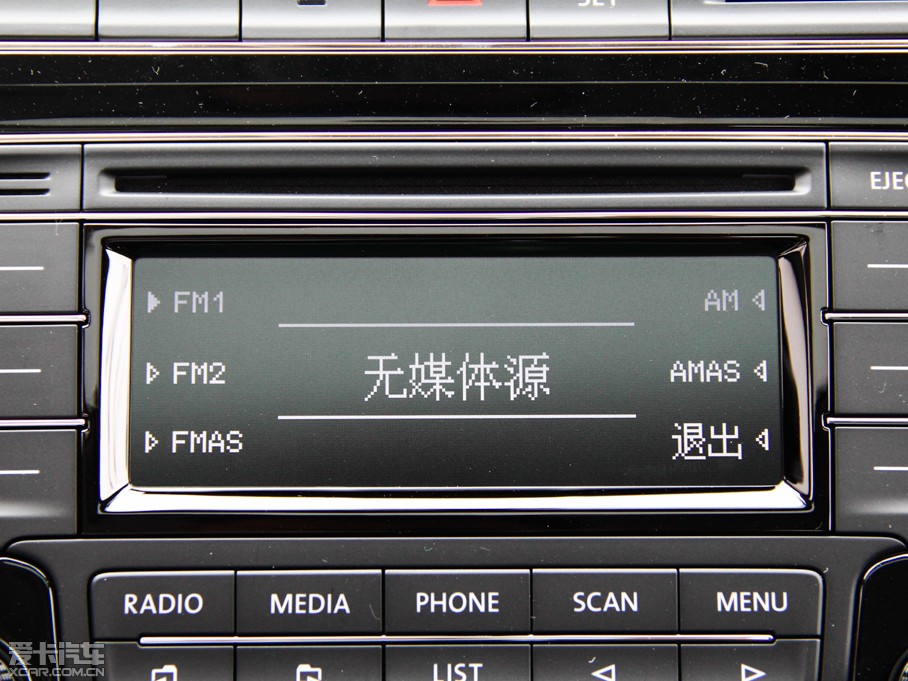 SET
EJEC
FM1
AM
FM2
无媒体源
AMAS
FMAS
退出
RADIO
MEDIA
PHONE
SCAN
MENU
LIST
爱卡汽车
XCAR.COM.CN